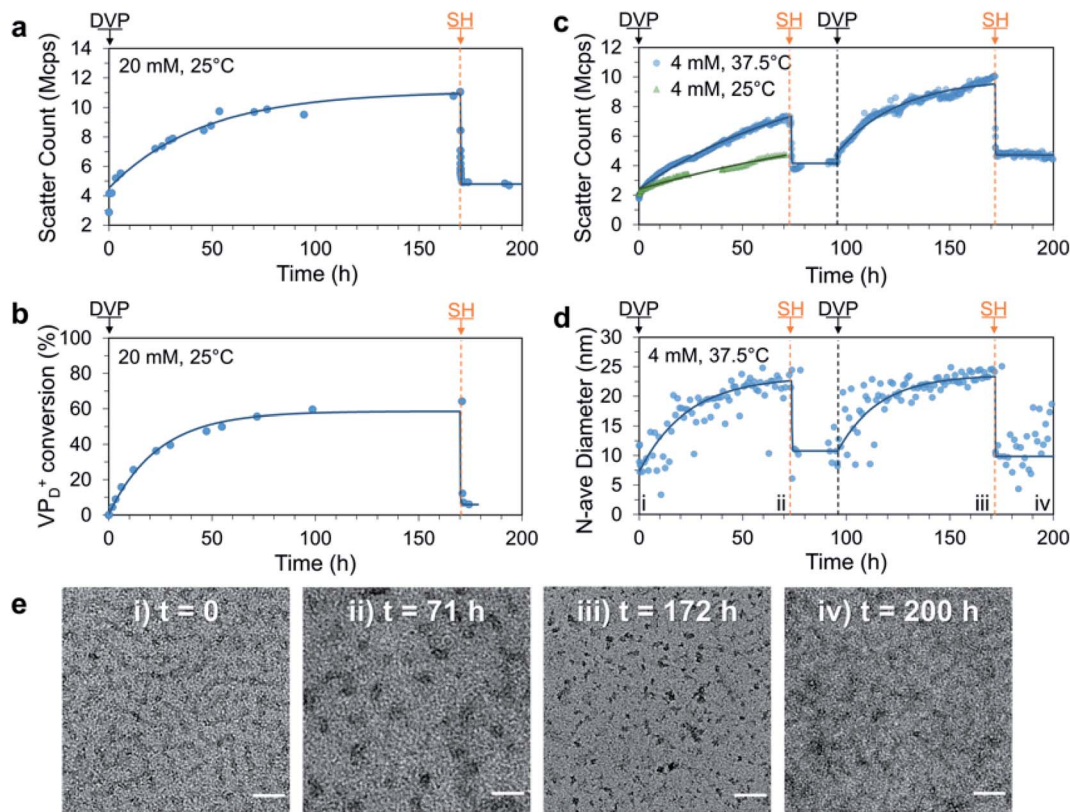 a
DVP
SH
Scatter Count (Mcps)
14
12
10
8
6
4
2
20 mM, 25°C
0
50
100
150
200
Time (h)
b
DVP
SH
VP_D⁺ conversion (%)
100
80
60
40
20
0
20 mM, 25°C
0
50
100
150
200
Time (h)
c
DVP
SH
DVP
SH
Scatter Count (Mcps)
12
10
8
6
4
2
0
4 mM, 37.5°C
4 mM, 25°C
0
50
100
150
200
Time (h)
d
DVP
SH
DVP
SH
N-ave Diameter (nm)
30
25
20
15
10
5
0
4 mM, 37.5°C
i
ii
iii
iv
0
50
100
150
200
Time (h)
e
i) t = 0
ii) t = 71 h
iii) t = 172 h
iv) t = 200 h